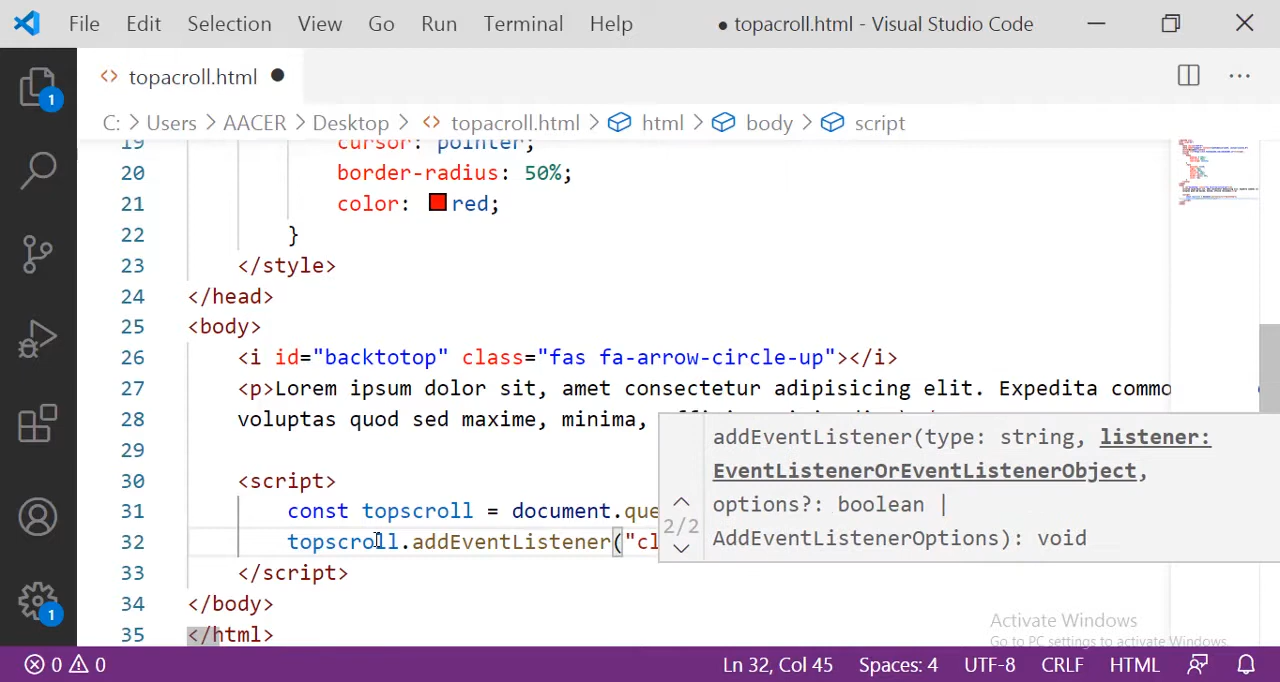 File Edit Selection View Go Run Terminal Help ● topacroll.html - Visual Studio Code
<> topacroll.html ●
C: > Users > AACER > Desktop > <> topacroll.html > html > body > script
19 cursor: pointer;
20 border-radius: 50%;
21 color: red;
22 }
23 </style>
24 </head>
25 <body>
26 <i id="backtotop" class="fas fa-arrow-circle-up"></i>
27 <p>Lorem ipsum dolor sit, amet consectetur adipisicing elit. Expedita commo
28 voluptas quod sed maxime, minima,
29
30 <script>
31 const topscroll = document.que
32 topscroll.addEventListener("cl
33 </script>
34 </body>
35 </html>
addEventListener(type: string, listener:
EventListenerOrEventListenerObject,
2/2 options?: boolean |
AddEventListenerOptions): void
1
1
Activate Windows
Go to PC settings to activate Windows.
0 0 Ln 32, Col 45 Spaces: 4 UTF-8 CRLF HTML